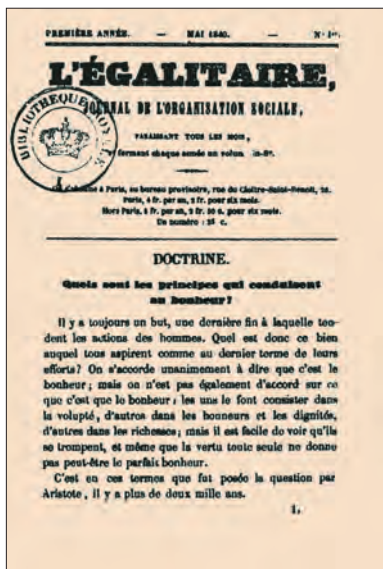 PREMIÈRE ANNÉE. — MAI 1840. — N° 1er.
L'ÉGALITAIRE,
JOURNAL DE L'ORGANISATION SOCIALE,
PARAISSANT TOUS LES MOIS,
formant chaque année un volum in-8°.
BIBLIOTHEQUE ROYALE
à Paris, au bureau provisoire, rue du Cloître-Saint-Benoît,
Paris, 4 fr. par an, 2 fr. pour six mois.
Hors Paris, fr. par an, fr. 50 c. pour six mois.
Un numéro : c.
DOCTRINE.
Quels sont les principes qui conduisent
au bonheur?
Il y a toujours un but, une dernière fin à laquelle ten-
dent les actions des hommes. Quel est donc ce bien
auquel tous aspirent comme au dernier terme de leurs
efforts? On s'accorde unanimement à dire que c'est le
bonheur; mais on n'est pas également d'accord sur ce
que c'est que le bonheur : les uns le font consister dans
la volupté, d'autres dans les honneurs et les dignités,
d'autres dans les richesses; mais il est facile de voir qu'ils
se trompent, et même que la vertu toute seule ne donne
pas peut-être le parfait bonheur.
C'est en ces termes que fut posée la question par
Aristote, il y a plus de deux mille ans.
1.